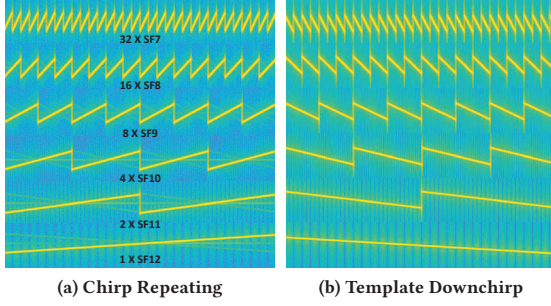 32 X SF7
16 X SF8
8 X SF9
4 X SF10
2 X SF11
1 X SF12
(a) Chirp Repeating
(b) Template Downchirp